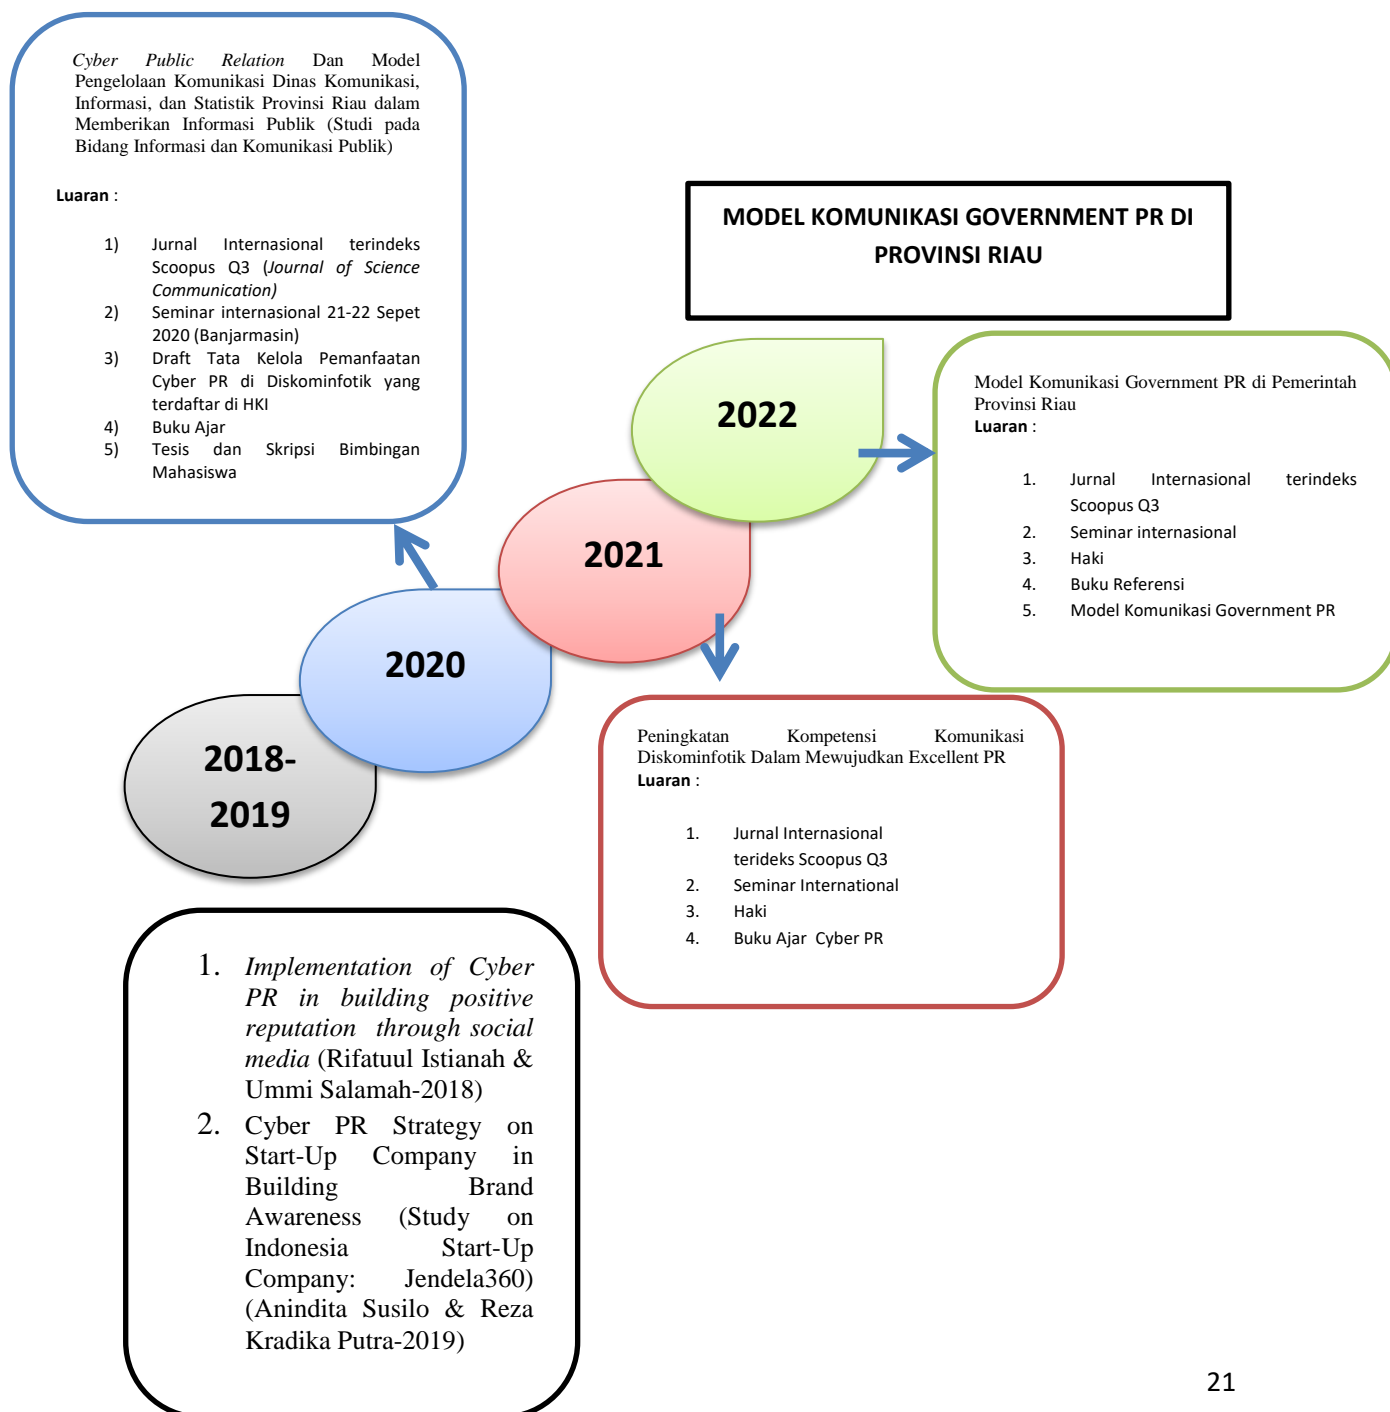 Cyber Public Relation Dan Model
Pengelolaan Komunikasi Dinas Komunikasi,
Informasi, dan Statistik Provinsi Riau dalam
Memberikan Informasi Publik (Studi pada
Bidang Informasi dan Komunikasi Publik)
Luaran :
1) Jurnal Internasional terindeks
Scoopus Q3 (Journal of Science
Communication)
2) Seminar internasional 21-22 Sepet
2020 (Banjarmasin)
3) Draft Tata Kelola Pemanfaatan
Cyber PR di Diskominfotik yang
terdaftar di HKI
4) Buku Ajar
5) Tesis dan Skripsi Bimbingan
Mahasiswa
MODEL KOMUNIKASI GOVERNMENT PR DI
PROVINSI RIAU
2022
Model Komunikasi Government PR di Pemerintah
Provinsi Riau
Luaran :
1. Jurnal Internasional terindeks
Scoopus Q3
2. Seminar internasional
3. Haki
4. Buku Referensi
5. Model Komunikasi Government PR
2021
2020
2018-
2019
Peningkatan Kompetensi Komunikasi
Diskominfotik Dalam Mewujudkan Excellent PR
Luaran :
1. Jurnal Internasional
terideks Scoopus Q3
2. Seminar International
3. Haki
4. Buku Ajar Cyber PR
1. Implementation of Cyber
PR in building positive
reputation through social
media (Rifatuul Istianah &
Ummi Salamah-2018)
2. Cyber PR Strategy on
Start-Up Company in
Building Brand
Awareness (Study on
Indonesia Start-Up
Company: Jendela360)
(Anindita Susilo & Reza
Kradika Putra-2019)
21